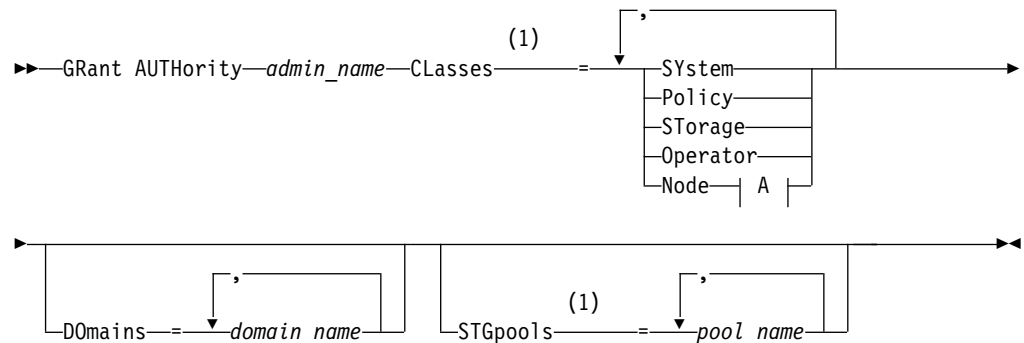 ,
(1)
GRant AUTHority admin_name CLasses = SYstem
Policy
STorage
Operator
Node A
, ,
(1)
DOmains = domain name STGpools = pool name